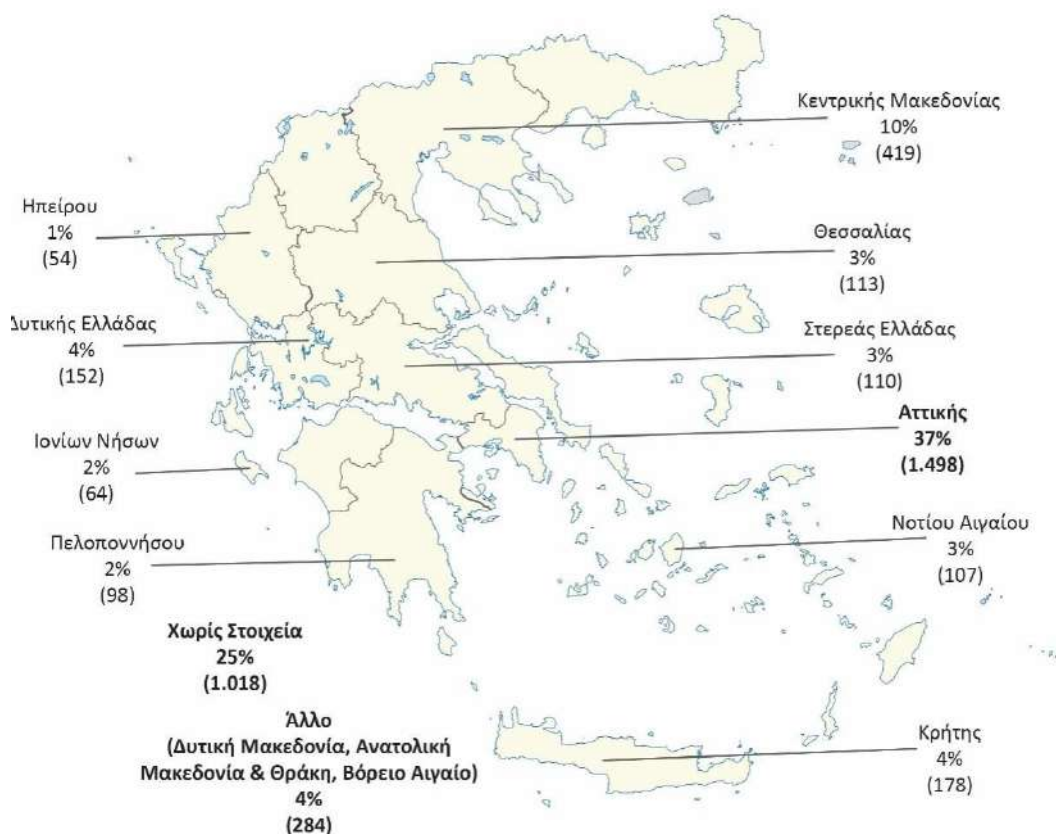 Κεντρικής Μακεδονίας
10%
(419)
Ηπείρου
1%
(54)
Θεσσαλίας
3%
(113)
Δυτικής Ελλάδας
4%
(152)
Στερεάς Ελλάδας
3%
(110)
Αττικής
37%
(1.498)
Ιονίων Νήσων
2%
(64)
Νοτίου Αιγαίου
3%
(107)
Πελοποννήσου
2%
(98)
Χωρίς Στοιχεία
25%
(1.018)
Άλλο
(Δυτική Μακεδονία, Ανατολική
Μακεδονία & Θράκη, Βόρειο Αιγαίο)
4%
(284)
Κρήτης
4%
(178)